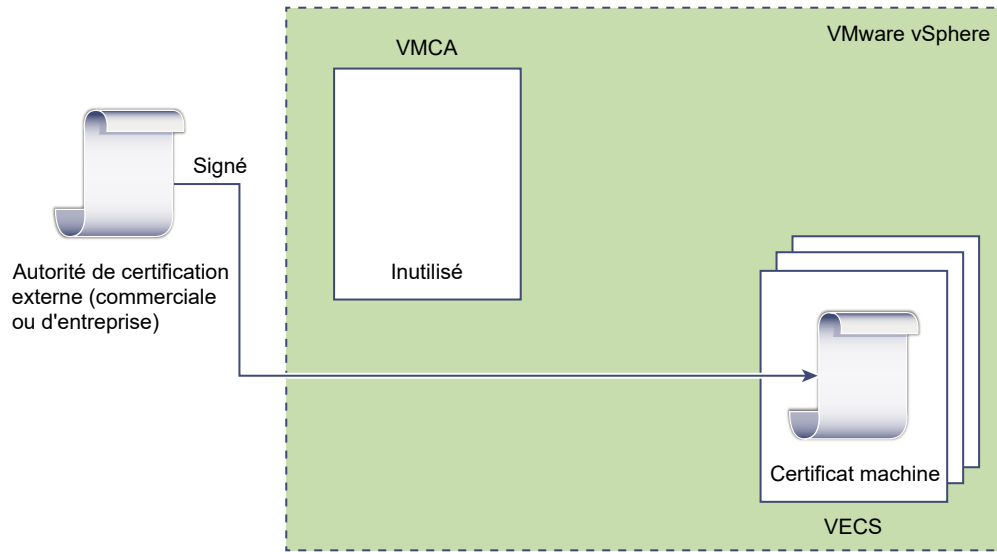 VMware vSphere
VMCA
Signé
Autorité de certification
externe (commerciale
ou d'entreprise)
Inutilisé
Certificat machine
VECS